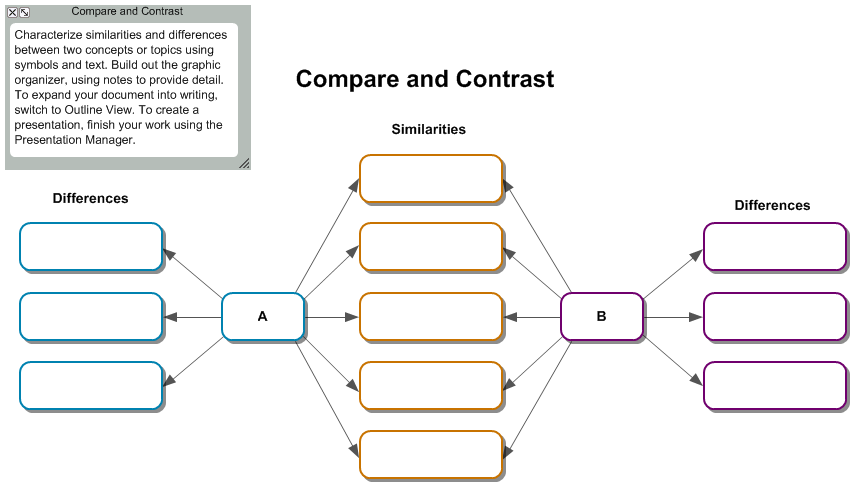 Compare and Contrast
Characterize similarities and differences
between two concepts or topics using
symbols and text. Build out the graphic
organizer, using notes to provide detail.
To expand your document into writing,
switch to Outline View. To create a
presentation, finish your work using the
Presentation Manager.
Compare and Contrast
Similarities
Differences
Differences
A
B